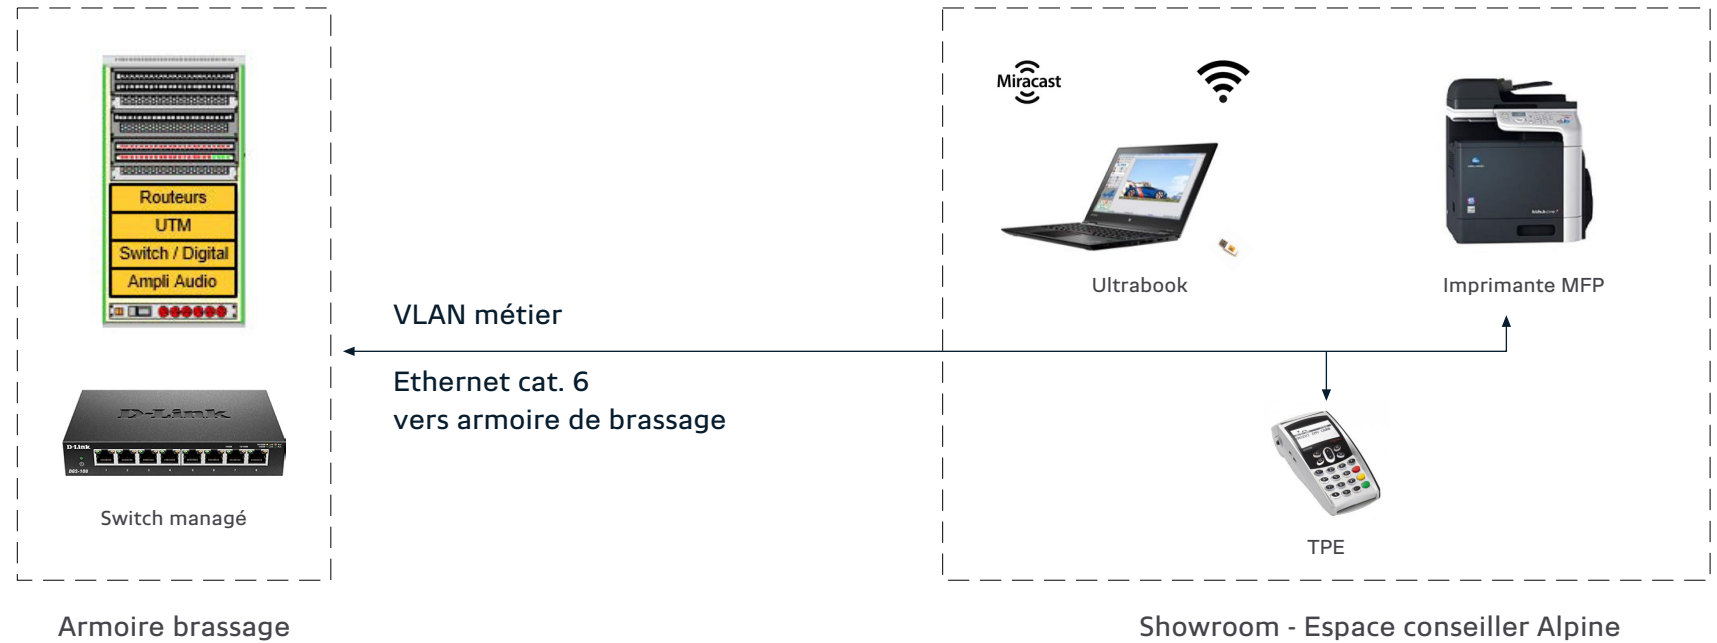 Routeurs
UTM
Switch / Digital
Ampli Audio
D-Link
D-Link
Switch managé
Armoire brassage
VLAN métier
Ethernet cat. 6
vers armoire de brassage
Miracast
Ultrabook
Imprimante MFP
TPE
Showroom - Espace conseiller Alpine